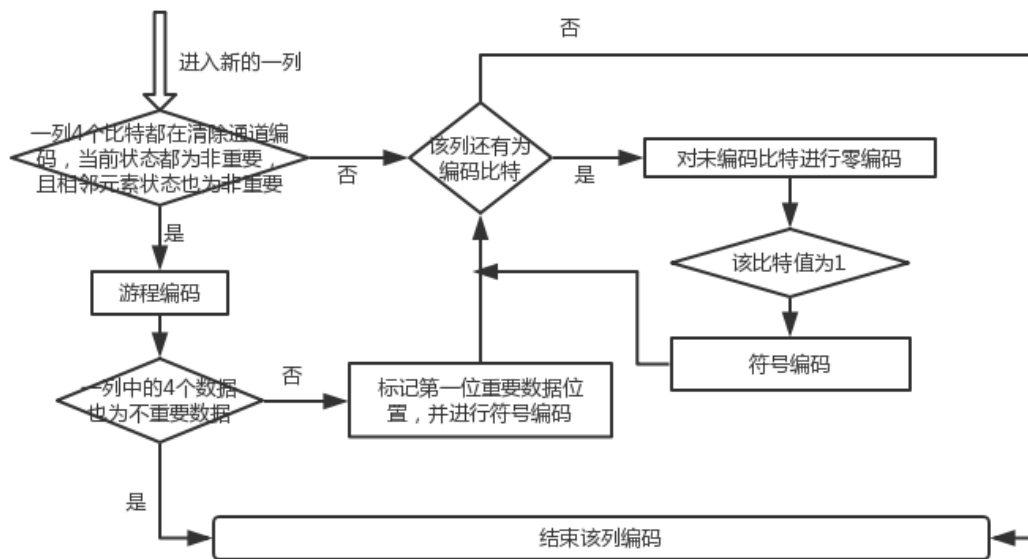 否
进入新的一列
一列4个比特都在清除通道编
码，当前状态都为非重要，
且相邻元素状态也为非重要
否
该列还有为
编码比特
是
对未编码比特进行零编码
是
该比特值为1
游程编码
符号编码
一列中的4个数据
也为不重要数据
否
标记第一位重要数据位
置，并进行符号编码
是
结束该列编码